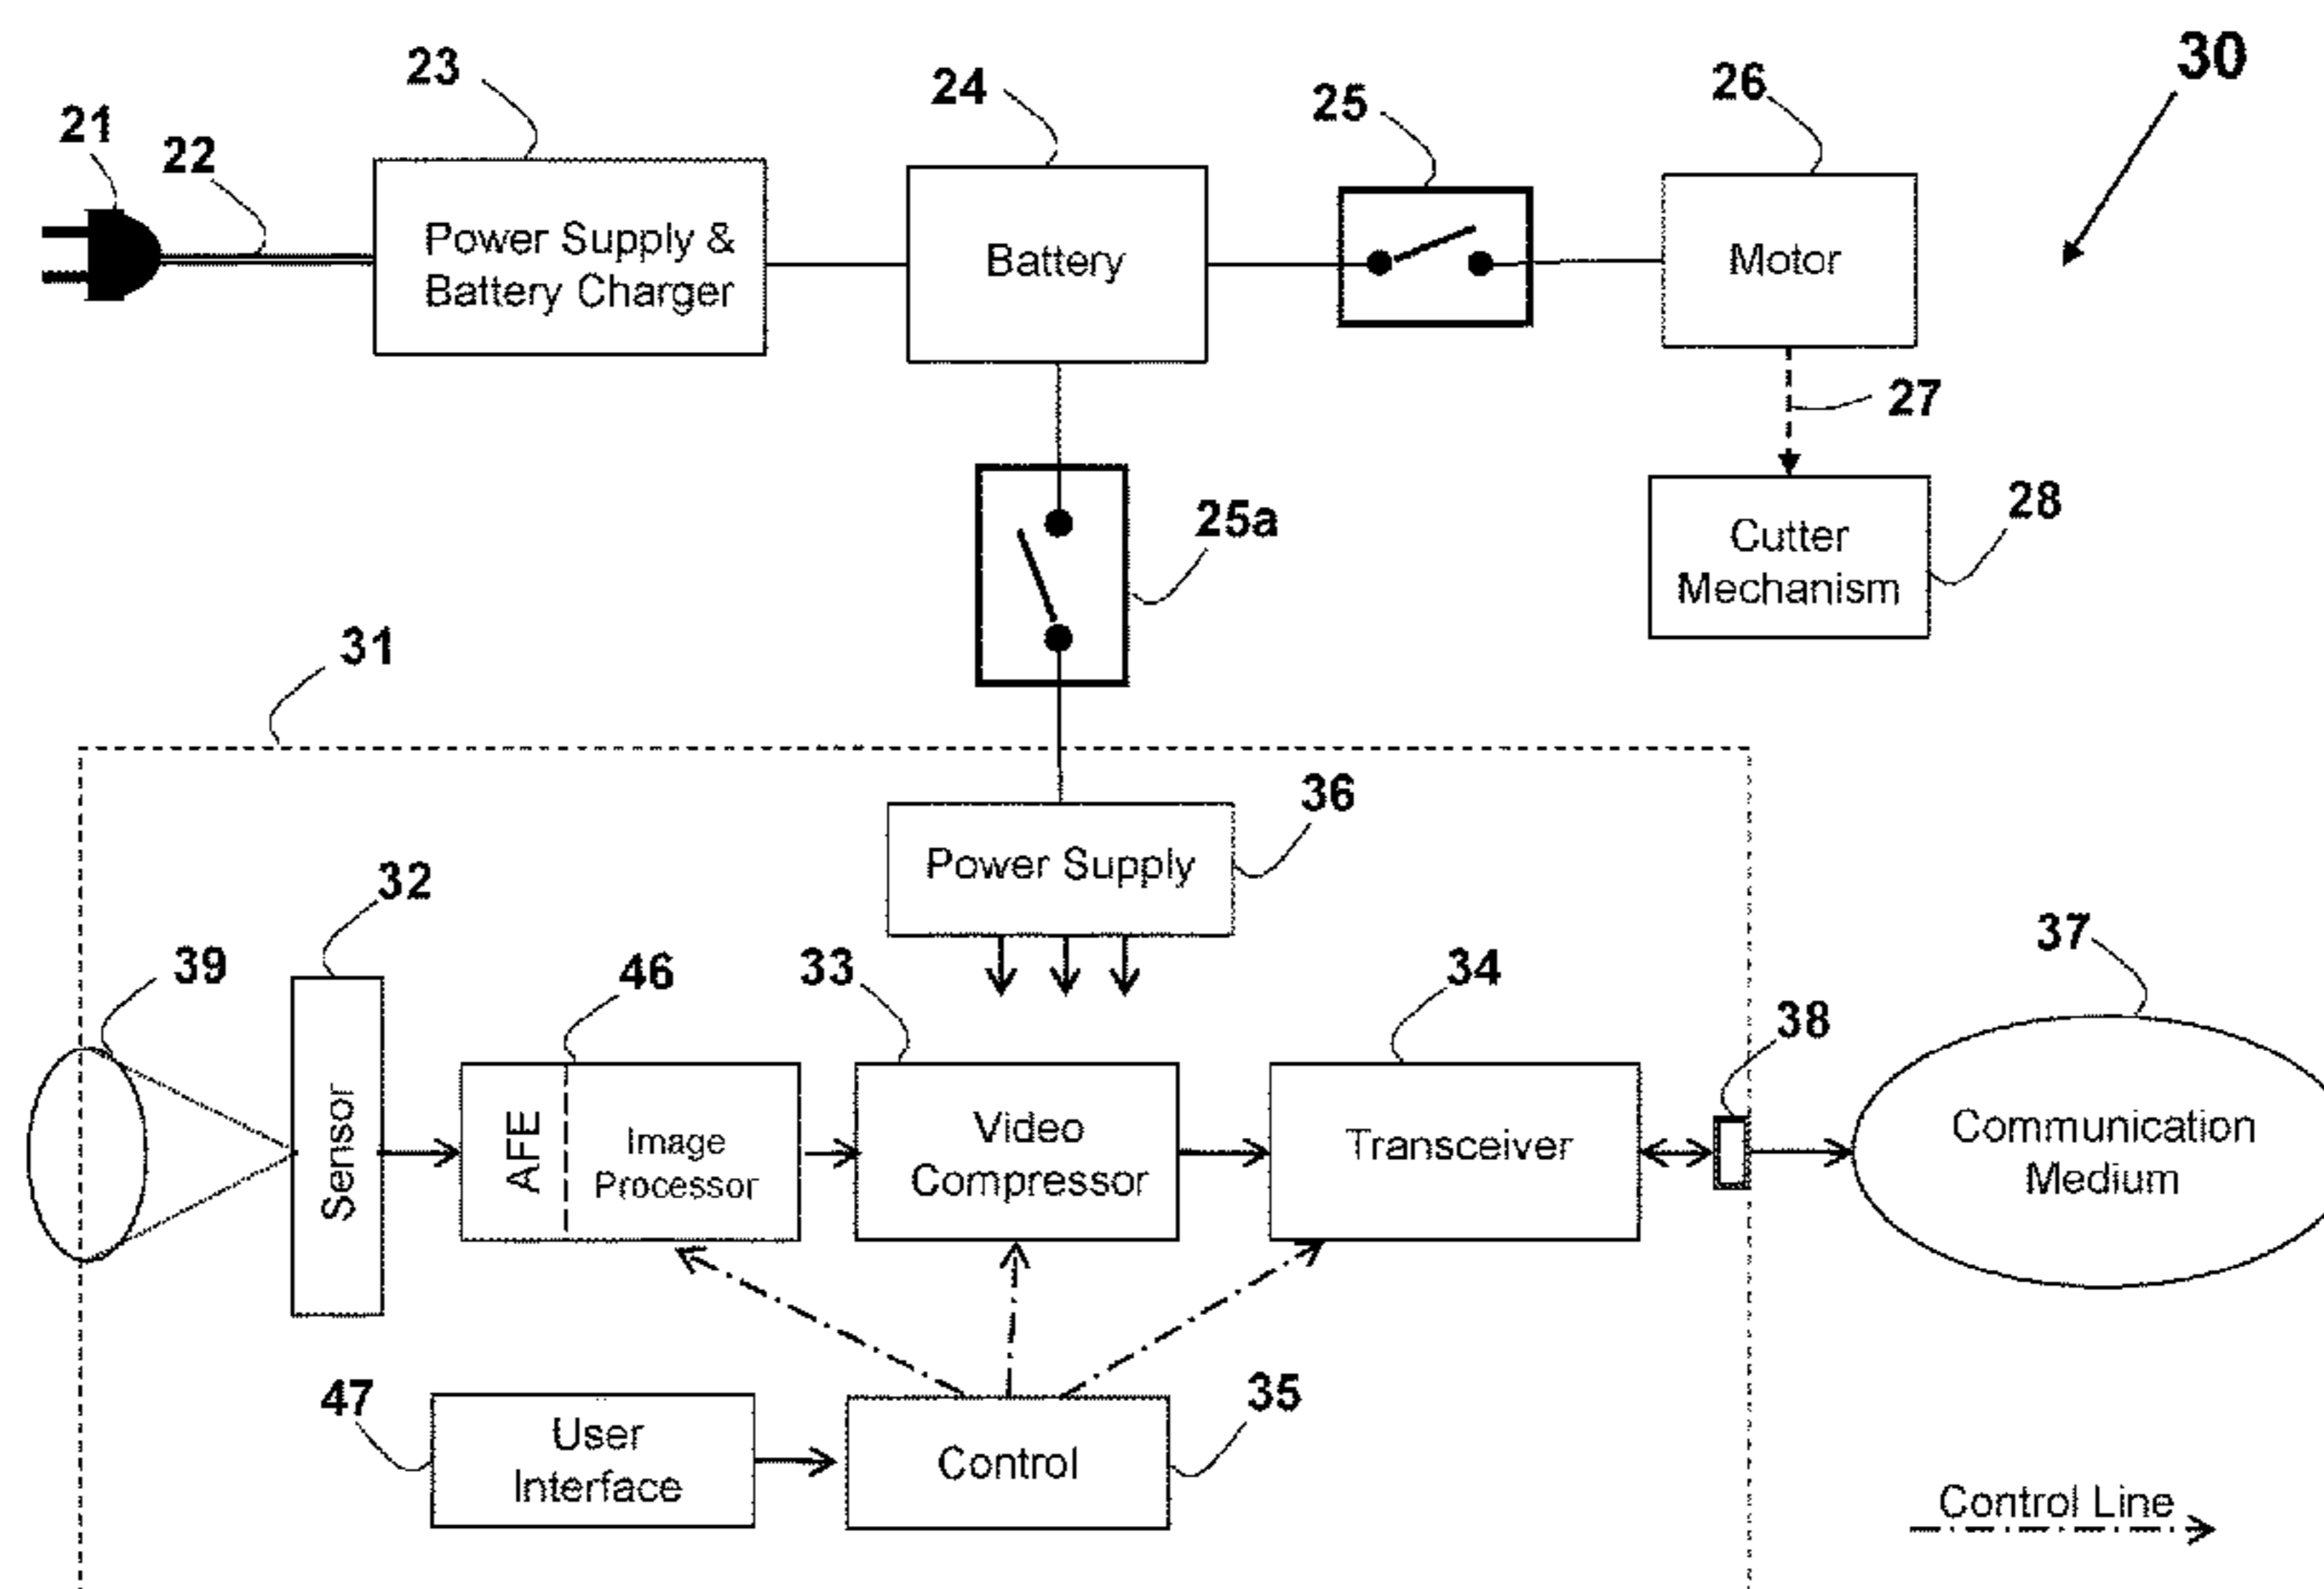 30
23
24
26
25
21
22
Power Supply &
Battery Charger
Battery
Motor
27
28
Cutter
Mechanism
25a
31
36
Power Supply
32
37
39
46
33
34
38
Sensor
AFE
Image
Processor
Video
Compressor
Transceiver
Communication
Medium
47
35
User
Interface
Control
Control Line